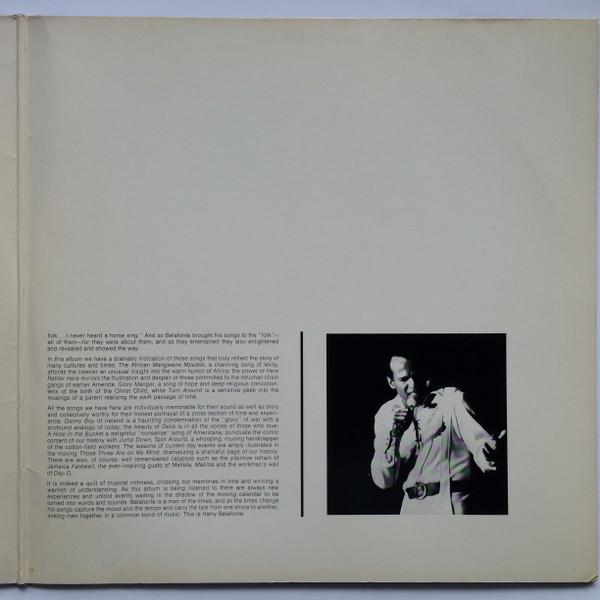 folk... I never heard a horse sing." And so Belafonte brought his songs to the "folk"—
all of them—for they were about them, and as they entertained they also enlightened
and revealed and showed the way.
In this album we have a dramatic indication of those songs that truly reflect the story of
many cultures and times. The African Mangwene Mpulele, a charming song of levity,
affords the listener an unusual insight into the warm humor of Africa; the power of Here
Rattler Here mirrors the frustration and despair of those committed to the inhuman chain
gangs of earlier America; Glory Manger, a song of hope and deep religious conviction,
tells of the birth of the Christ Child, while Turn Around is a sensitive peek into the
musings of a parent realizing the swift passage of time.
All the songs we have here are individually memorable for their sound as well as story
and collectively worthy for their honest portrayal of a cross section of time and experi-
ence. Danny Boy of Ireland is a haunting condemnation of the "glory" of war with a
profound analogy of today, the beauty of Delia is in all the voices of those who love;
A Hole in the Bucket a delightful "nonsense" song of Americana, punctuate the comic
content of our history with Jump Down, Spin Around, a whooping, rousing handclapper
of the cotton-field workers. The lessons of current day events are amply illustrated in
the moving Those Three Are on My Mind, dramatizing a shameful page of our history.
There are also, of course, well remembered calypsos such as the plaintive refrain of
Jamaica Farewell, the ever-inspiring gusto of Matilda, Matilda and the workman's wail
of Day-O.
It is indeed a quilt of musical richness, crossing our memories in time and winning a
warmth of understanding. As this album is being listened to there are always new
experiences and untold events waiting in the shadow of the moving calendar to be
turned into words and sounds. Belafonte is a man of the times, and as the times change
his songs capture the mood and the tempo and carry the tale from one shore to another,
linking men together in a common bond of music. This is Harry Belafonte.